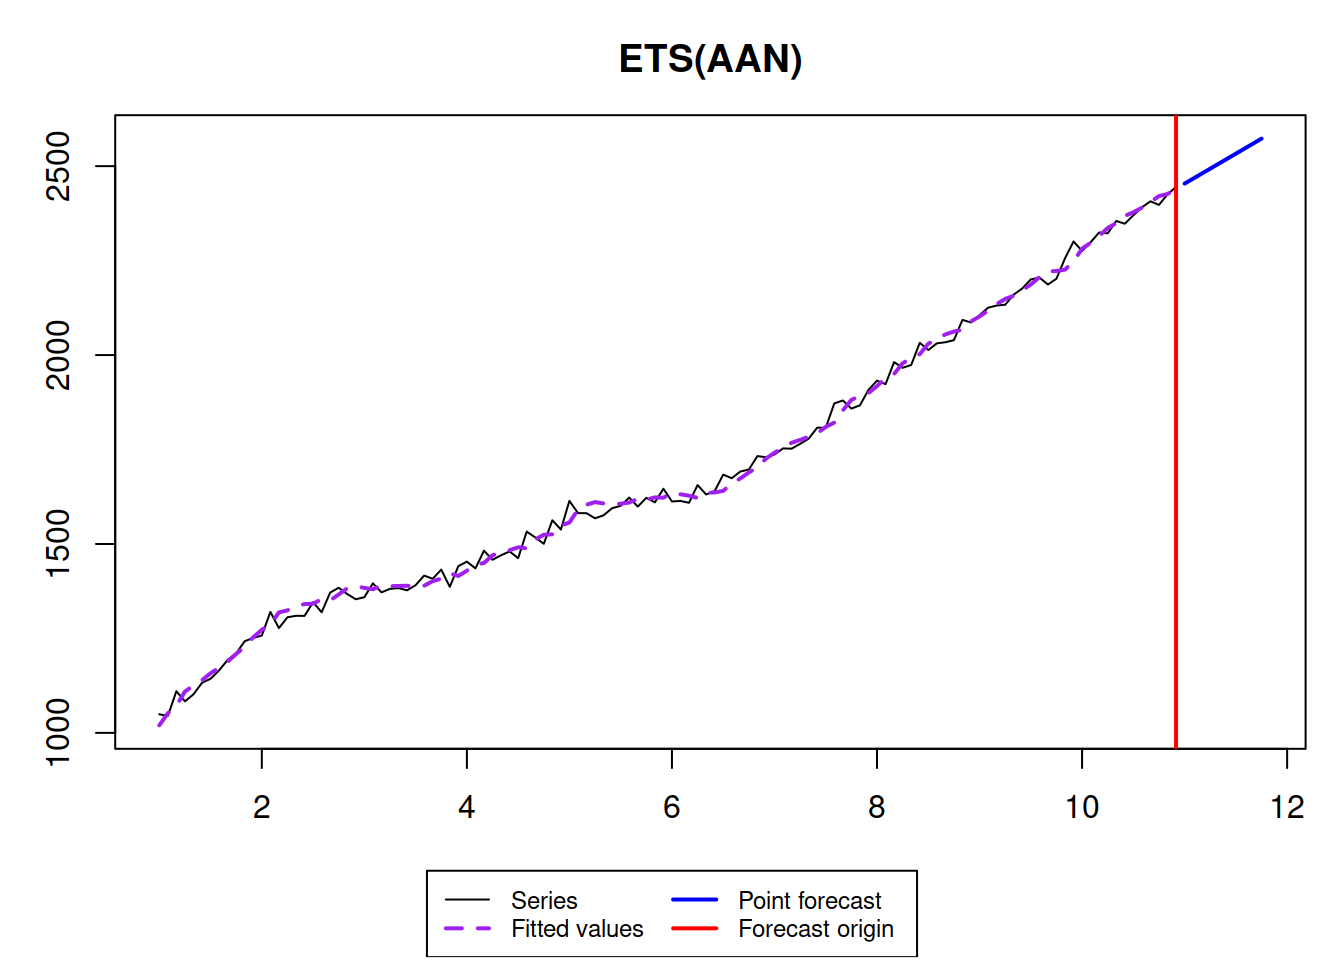 ETS(AAN)
2500
2000
1500
1000
2 4 6 8 10 12
Series Point forecast
Fitted values Forecast origin